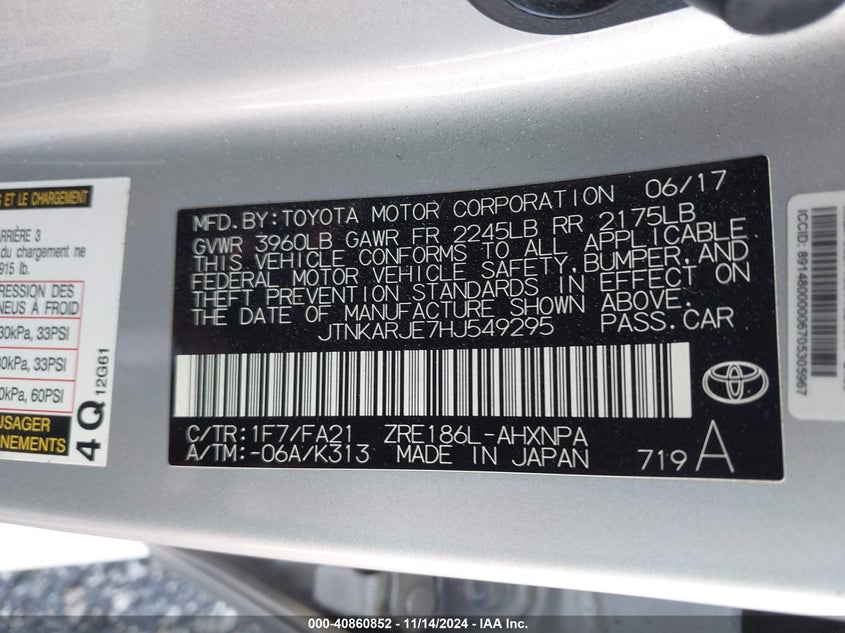 G ET LE CHARGEMENT
ARRIÈRE 3
du chargement ne
915 lb.
RESSION DES
NEUS À FROID
30kPa, 33PSI
30kPa, 33PSI
0kPa, 60PSI
USAGER
NEMENTS
4Q 12G61
MFD.BY:TOYOTA MOTOR CORPORATION 06/17
GVWR 3960LB GAWR FR 2245LB RR 2175LB
THIS VEHICLE CONFORMS TO ALL APPLICABLE
FEDERAL MOTOR VEHICLE SAFETY,BUMPER,AND
THEFT PREVENTION STANDARDS IN EFFECT ON
THE DATE OF MANUFACTURE SHOWN ABOVE.
JTNKARJE7HJ549295 PASS.CAR
C/TR:1F7/FA21 ZRE186L-AHXNPA
A/TM:-06A/K313 MADE IN JAPAN 719A
ICCID: 89148000006705305967
000-40860852 - 11/14/2024 - IAA Inc.